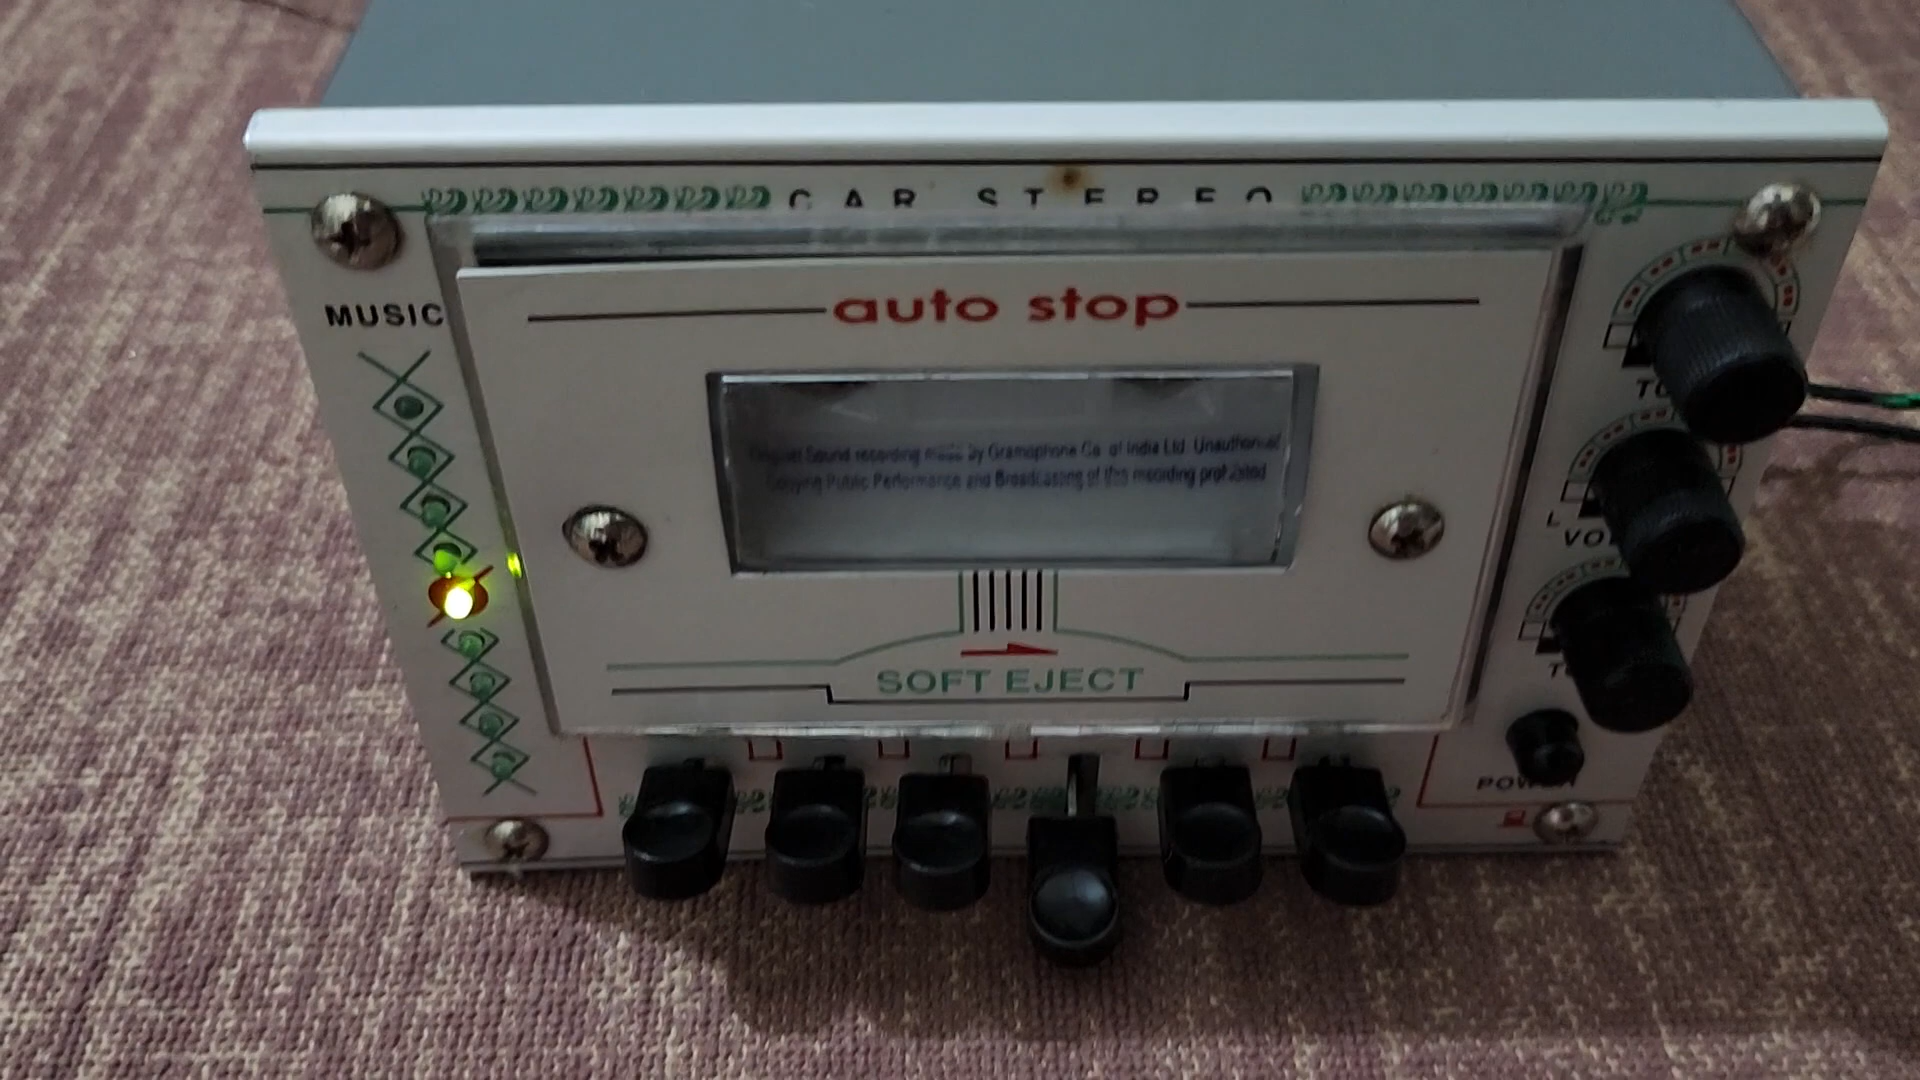 CAR STEREO
auto stop
MUSIC
Sound recording made by Gramophone Co. of India Ltd. Unauthorised
Copying Public Performance and Broadcasting of this recording prohibited
L
SOFT EJECT
POWER